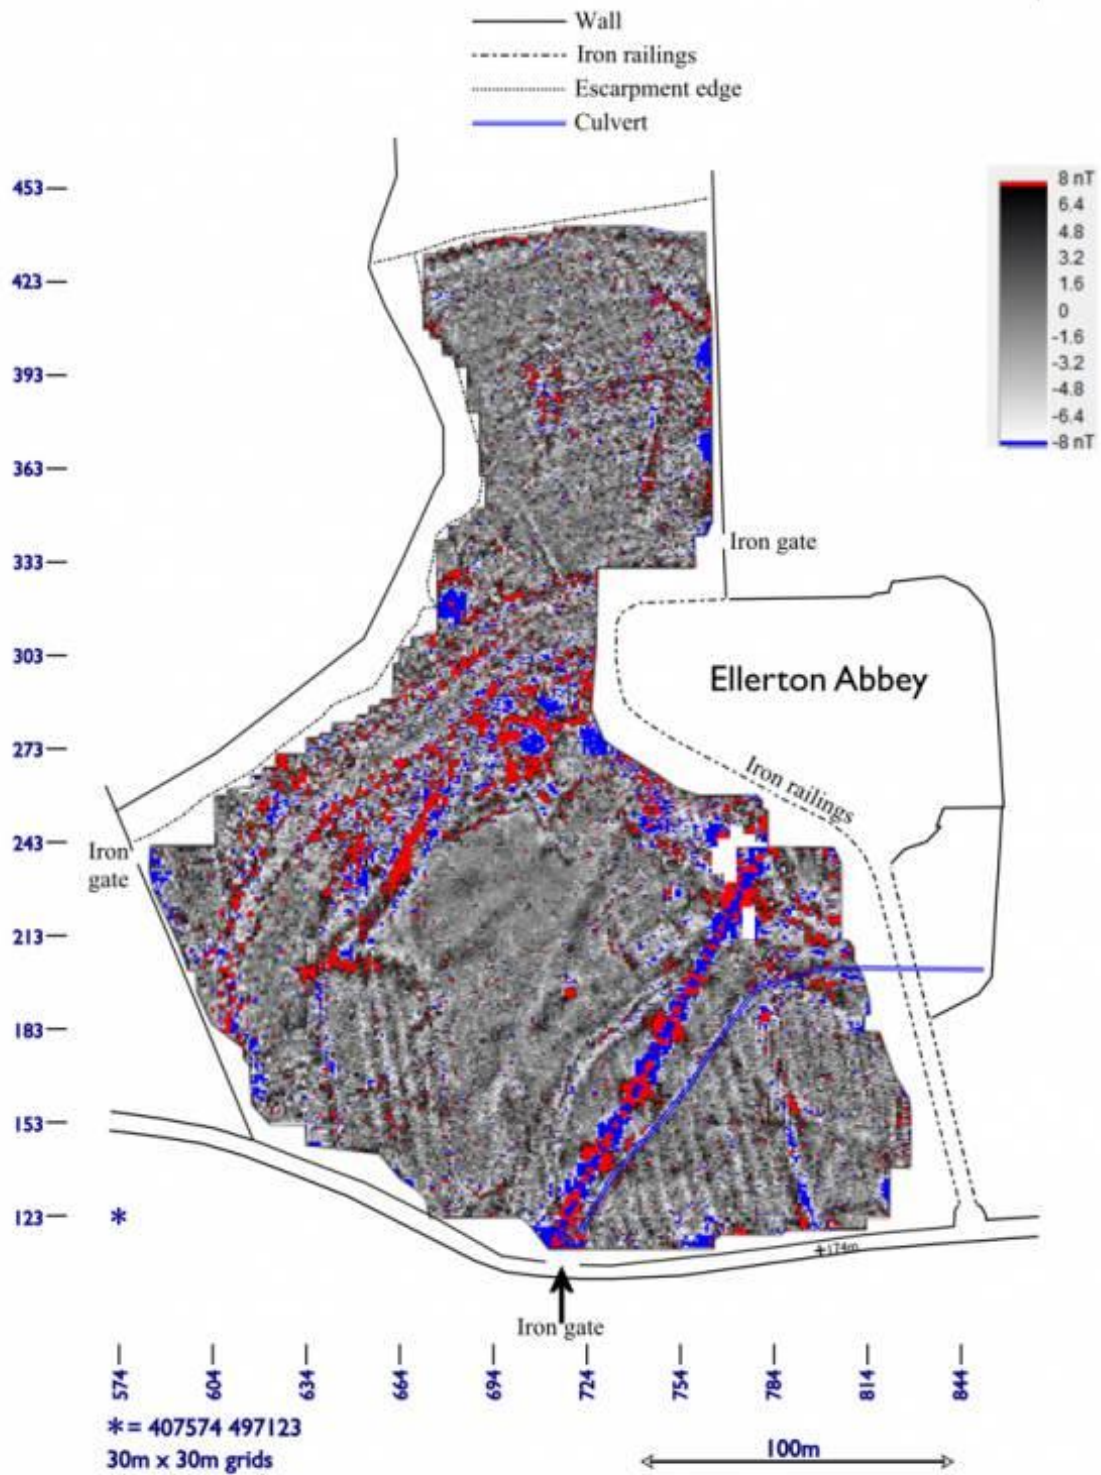 Wall
Iron railings
Escarpment edge
Culvert
8 nT
6.4
4.8
3.2
1.6
0
-1.6
-3.2
-4.8
-6.4
-8 nT
453
423
393
363
333
303
273
243
213
183
153
123
Iron gate
Ellerton Abbey
Iron railings
Iron
gate
*
+174m
Iron gate
574
604
634
664
694
724
754
784
814
844
*= 407574 497123
30m x 30m grids
100m